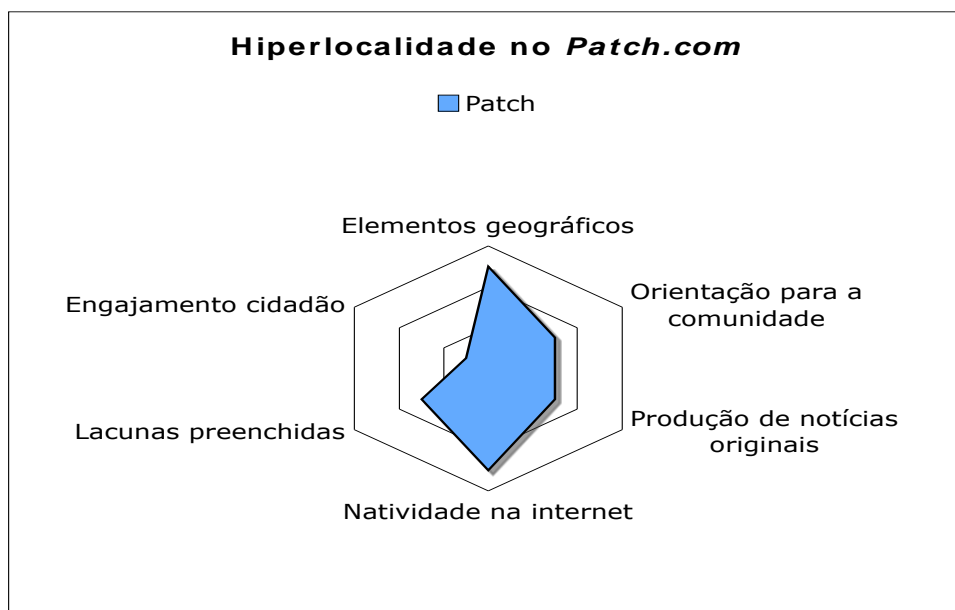 Hiperlocalidade no Patch.com
Patch
Elementos geográficos
Engajamento cidadão
Orientação para a
comunidade
Lacunas preenchidas
Produção de notícias
originais
Natividade na internet